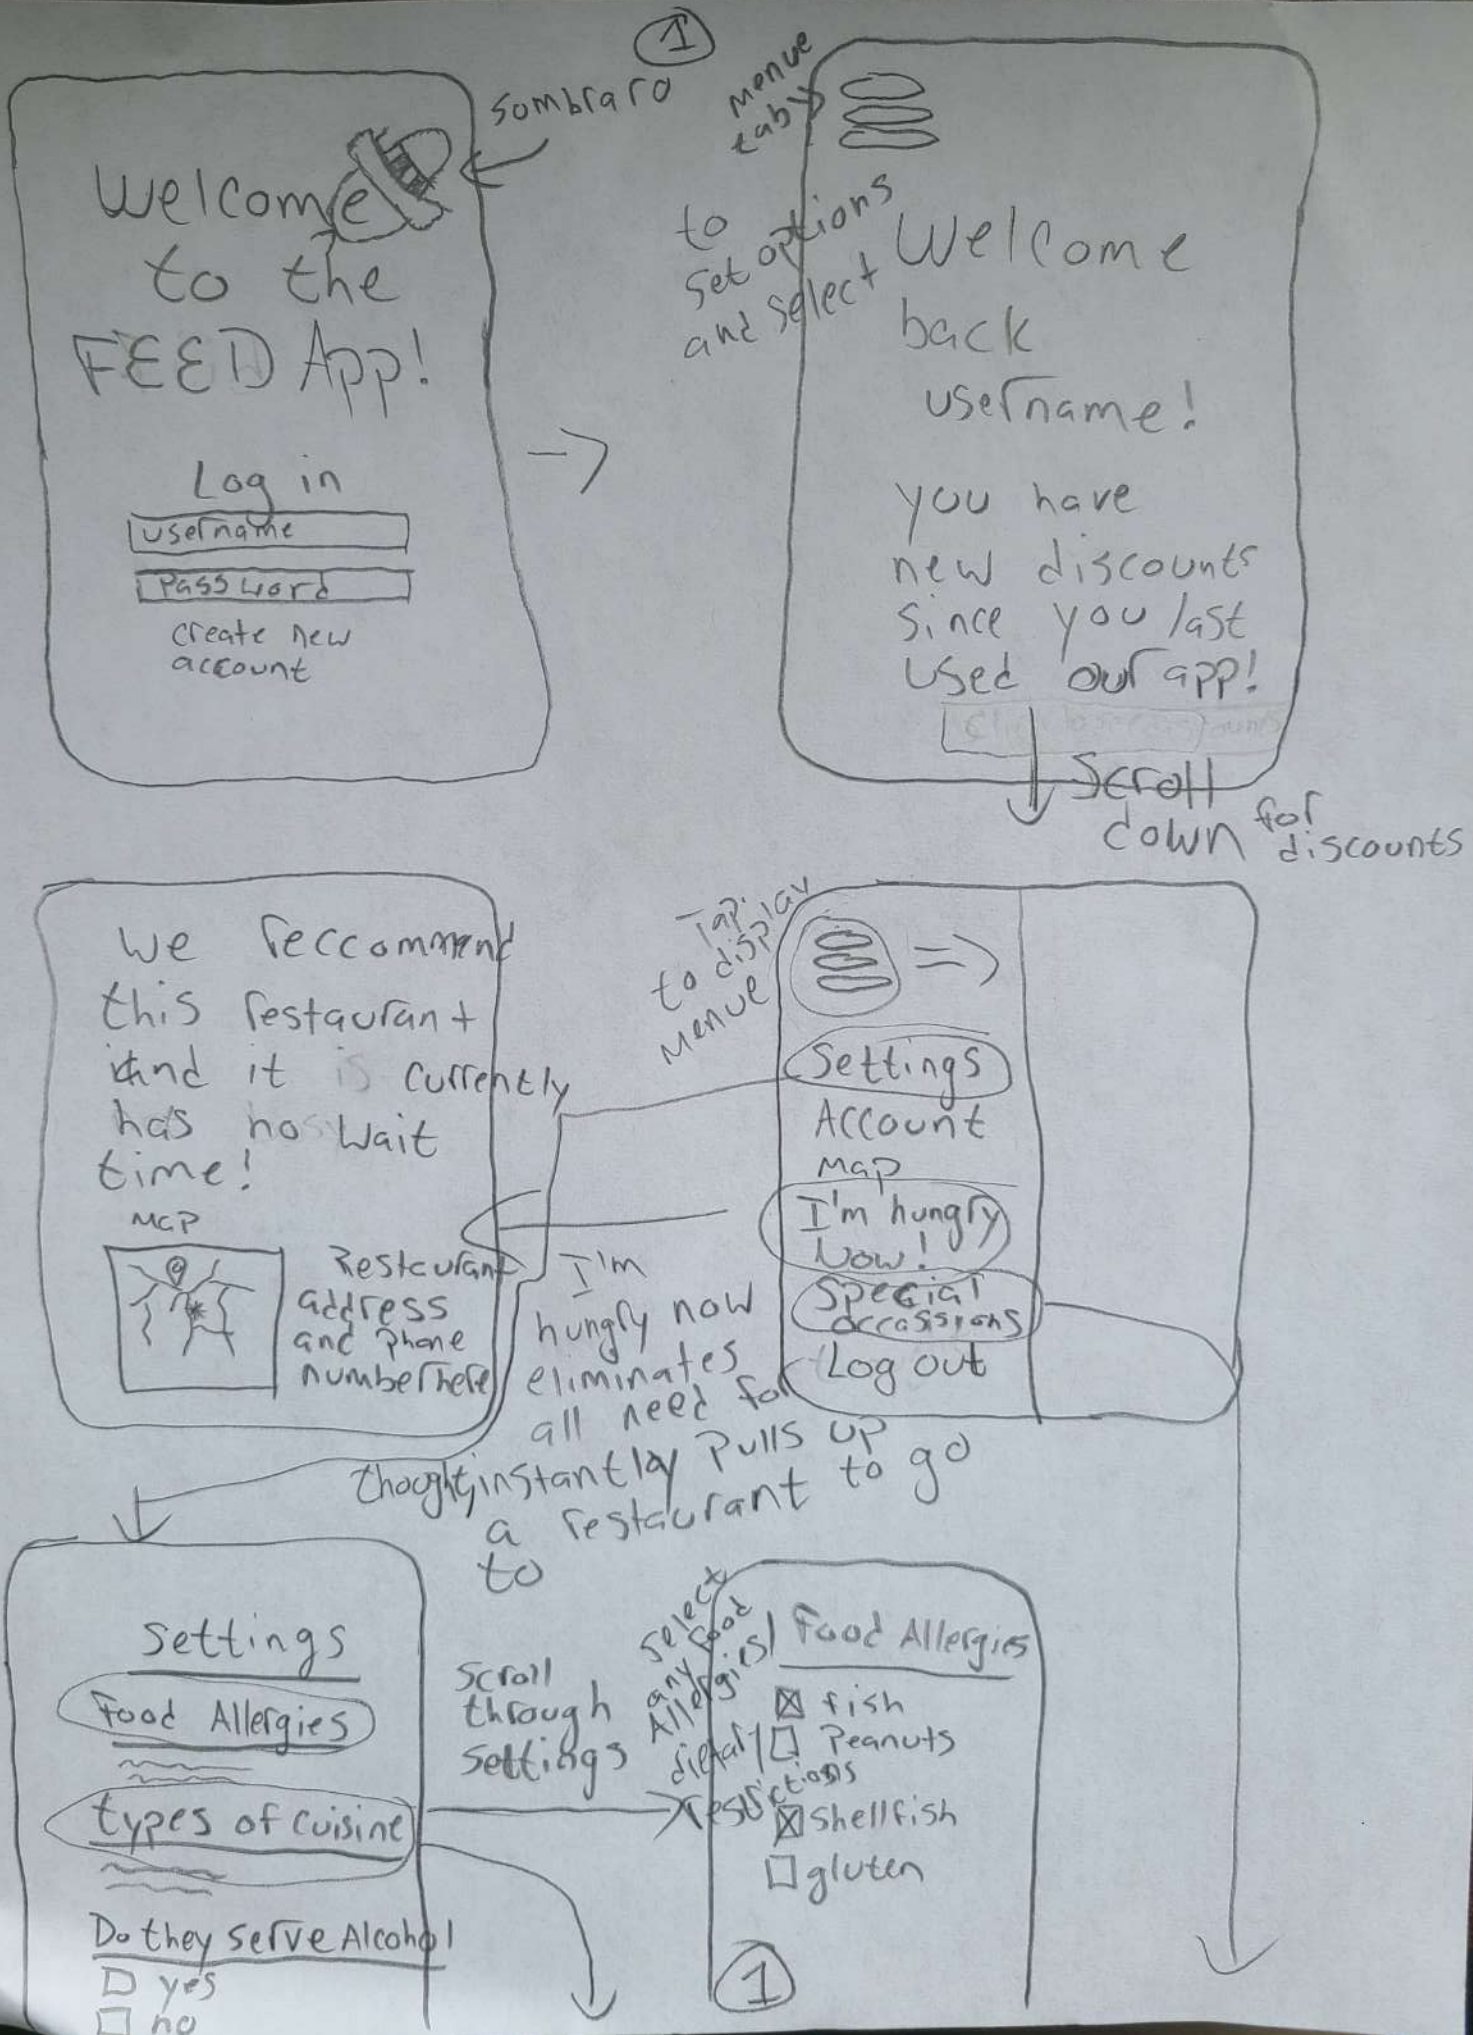 1
sombraro
Welcome
to the
FEED App!
Log in
username
Password
create new
account
menue
tab
to
set options
and select
Welcome
back
username!
you have
new discounts
since you last
used our app!
Scroll
down for
discounts
we reccommend
this restaurant
and it is currently
has no wait
time!
Map
Restaurant
address
and phone
number here
Tap
to display
menue
Settings
Account
map
I'm hungry
Now!
Special
occassions
Log out
I'm
hungry now
eliminates
all need for
thought, instantly pulls up
a restaurant to go
to
Settings
Food Allergies
types of cuisine
Do they serve Alcohol
yes
no
Scroll
through
settings
select
any food
Allergies/
dietary
restrictions
Food Allergies
fish
Peanuts
shellfish
gluten
1